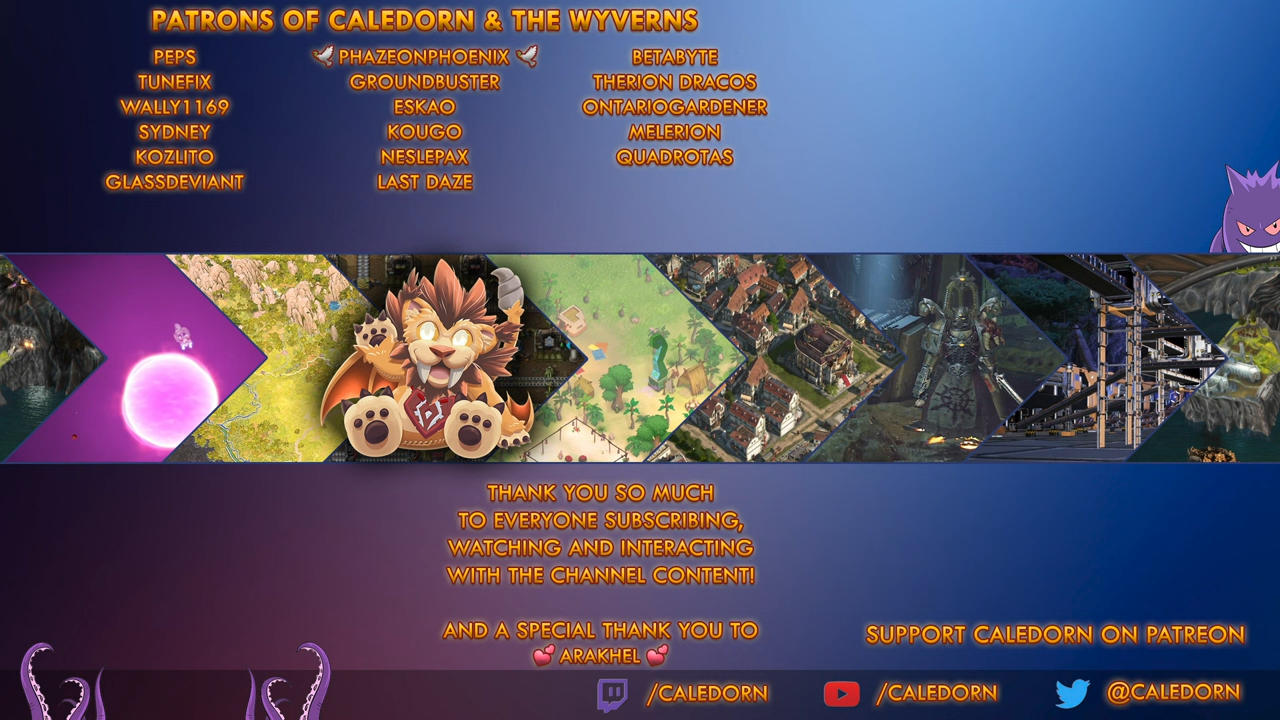 PATRONS OF CALEDORN & THE WYVERNS
PEPS
TUNEFIX
WALLY1169
SYDNEY
KOZLITO
GLASSDEVIANT
PHAZEONPHOENIX
GROUNDBUSTER
ESKAO
KOUGO
NESLEPAX
LAST DAZE
BETABYTE
THERION DRACOS
ONTARIOGARDENER
MELERION
QUADROTAS
THANK YOU SO MUCH
TO EVERYONE SUBSCRIBING,
WATCHING AND INTERACTING
WITH THE CHANNEL CONTENT!
AND A SPECIAL THANK YOU TO
💕 ARAKHEL 💕
SUPPORT CALEDORN ON PATREON
/CALEDORN
/CALEDORN
@CALEDORN